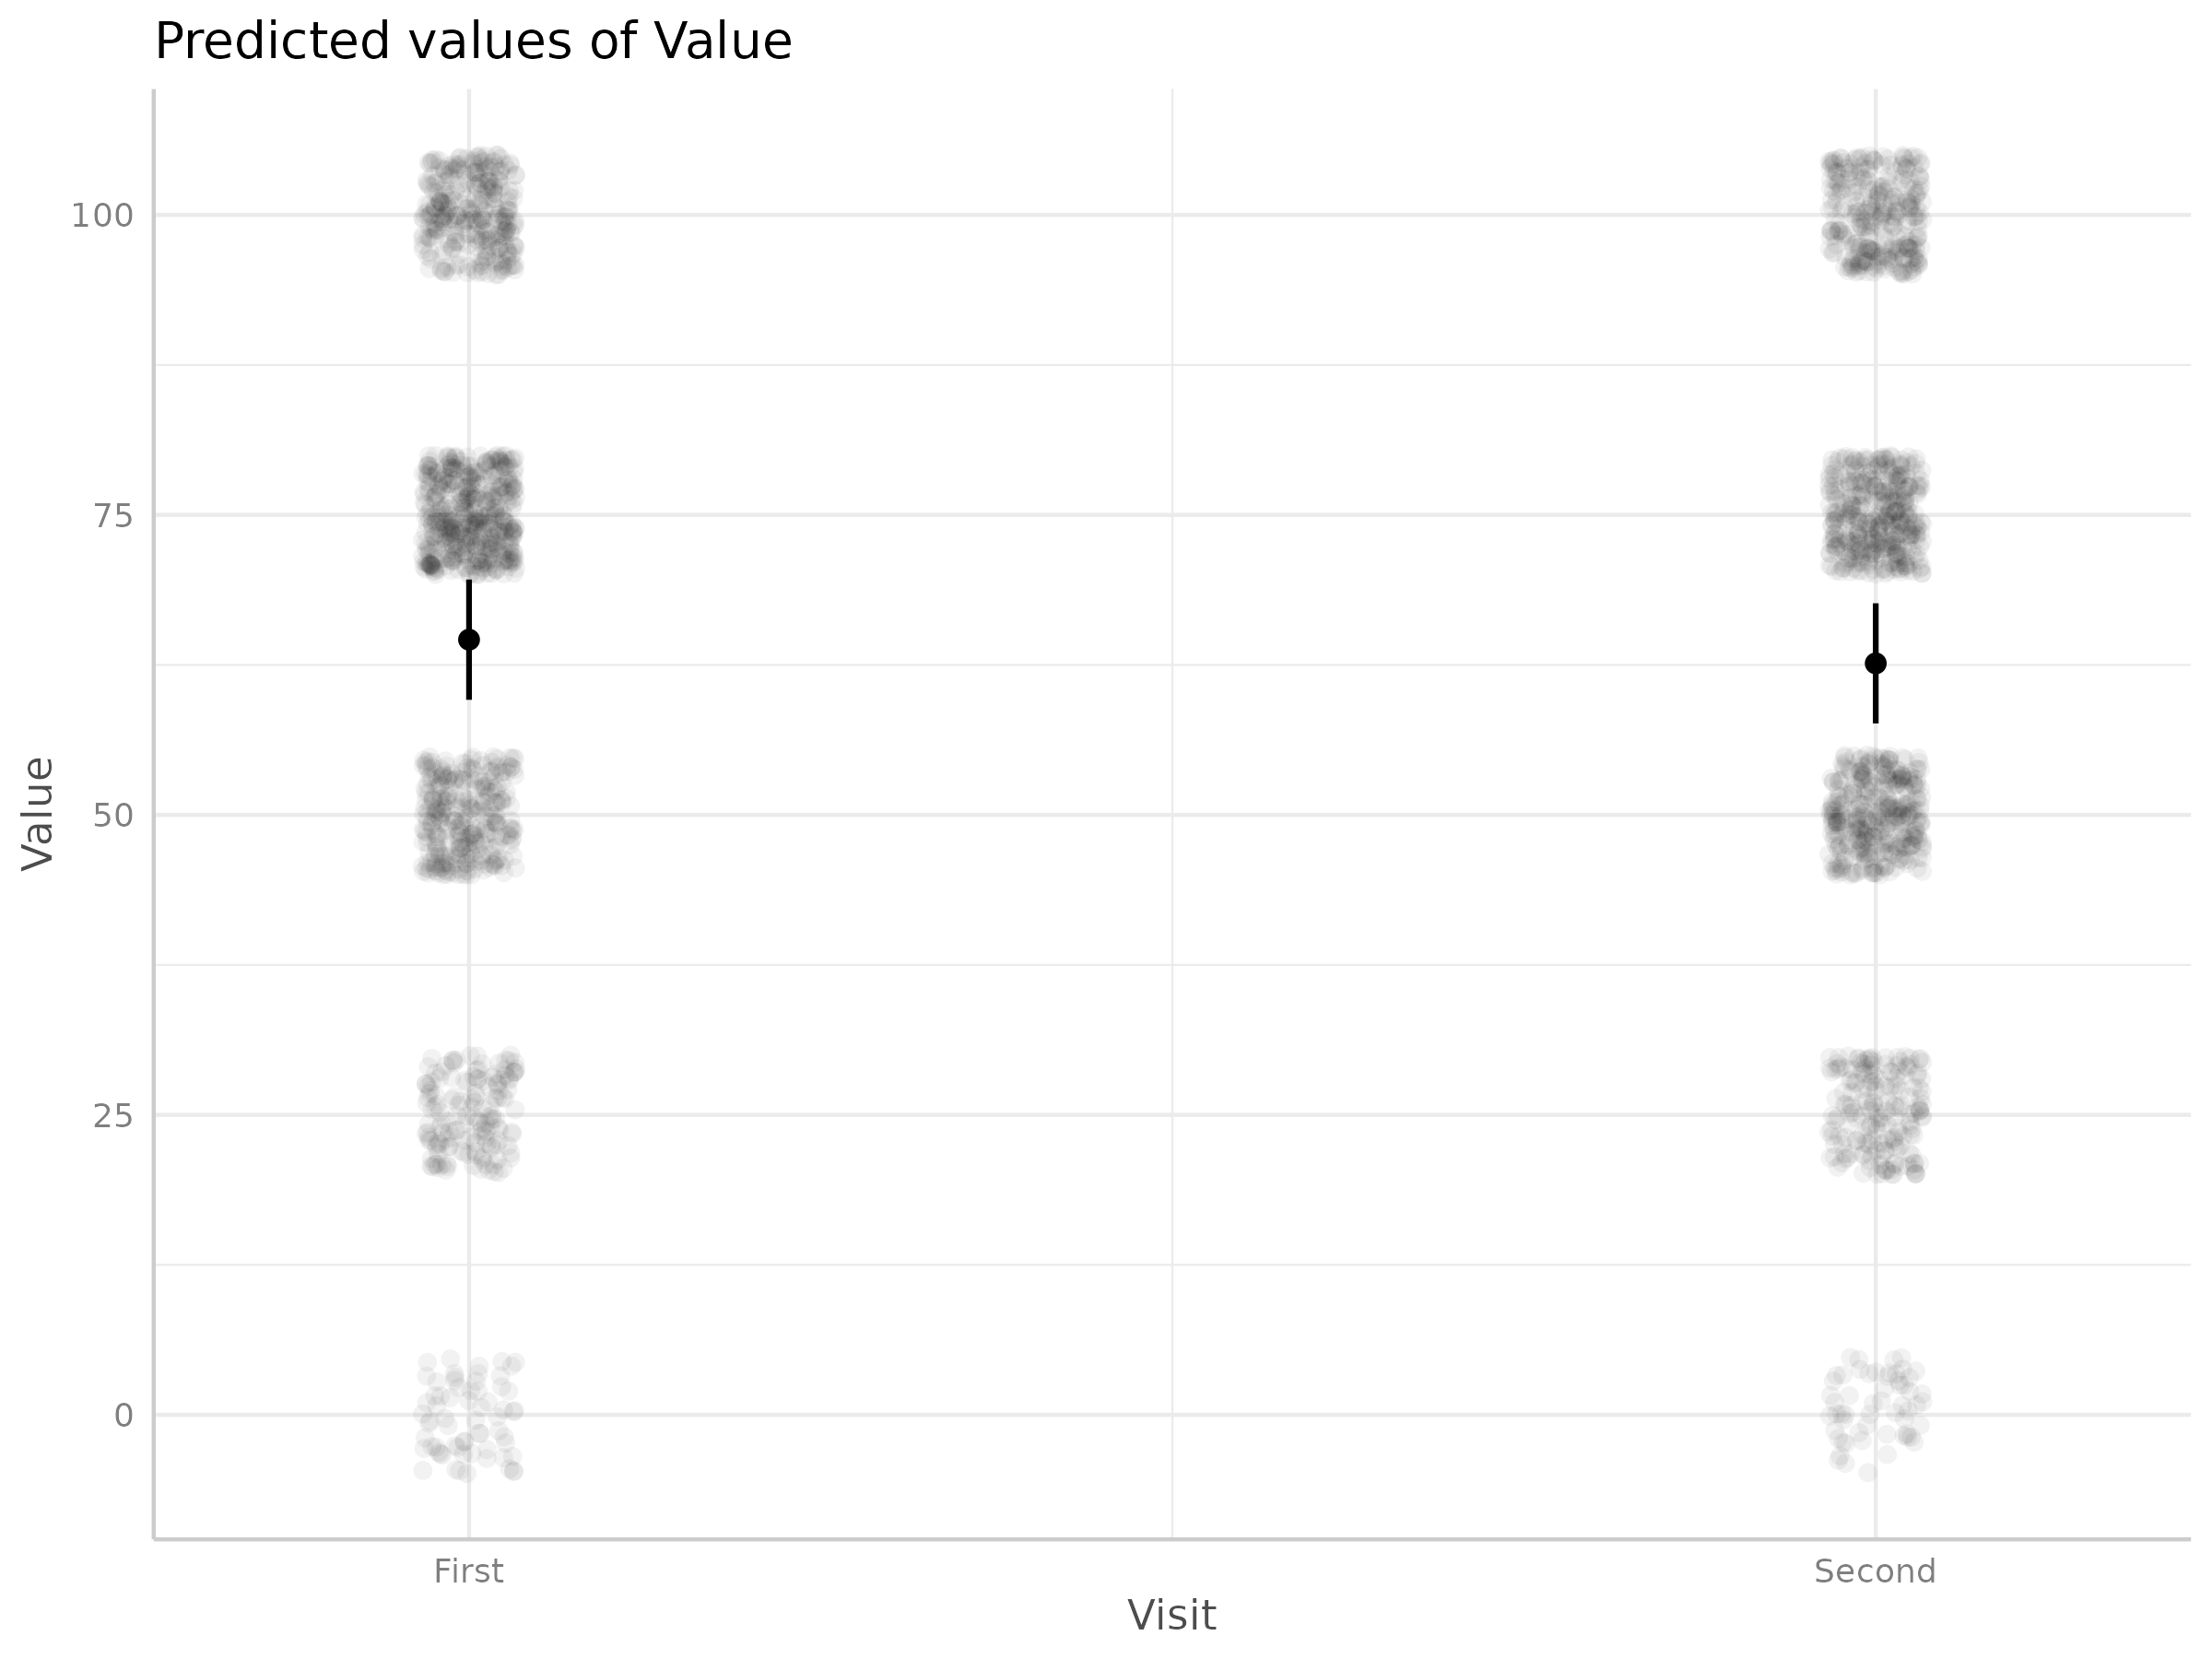 Predicted values of Value
100
75
50
25
0
Value
First
Second
Visit